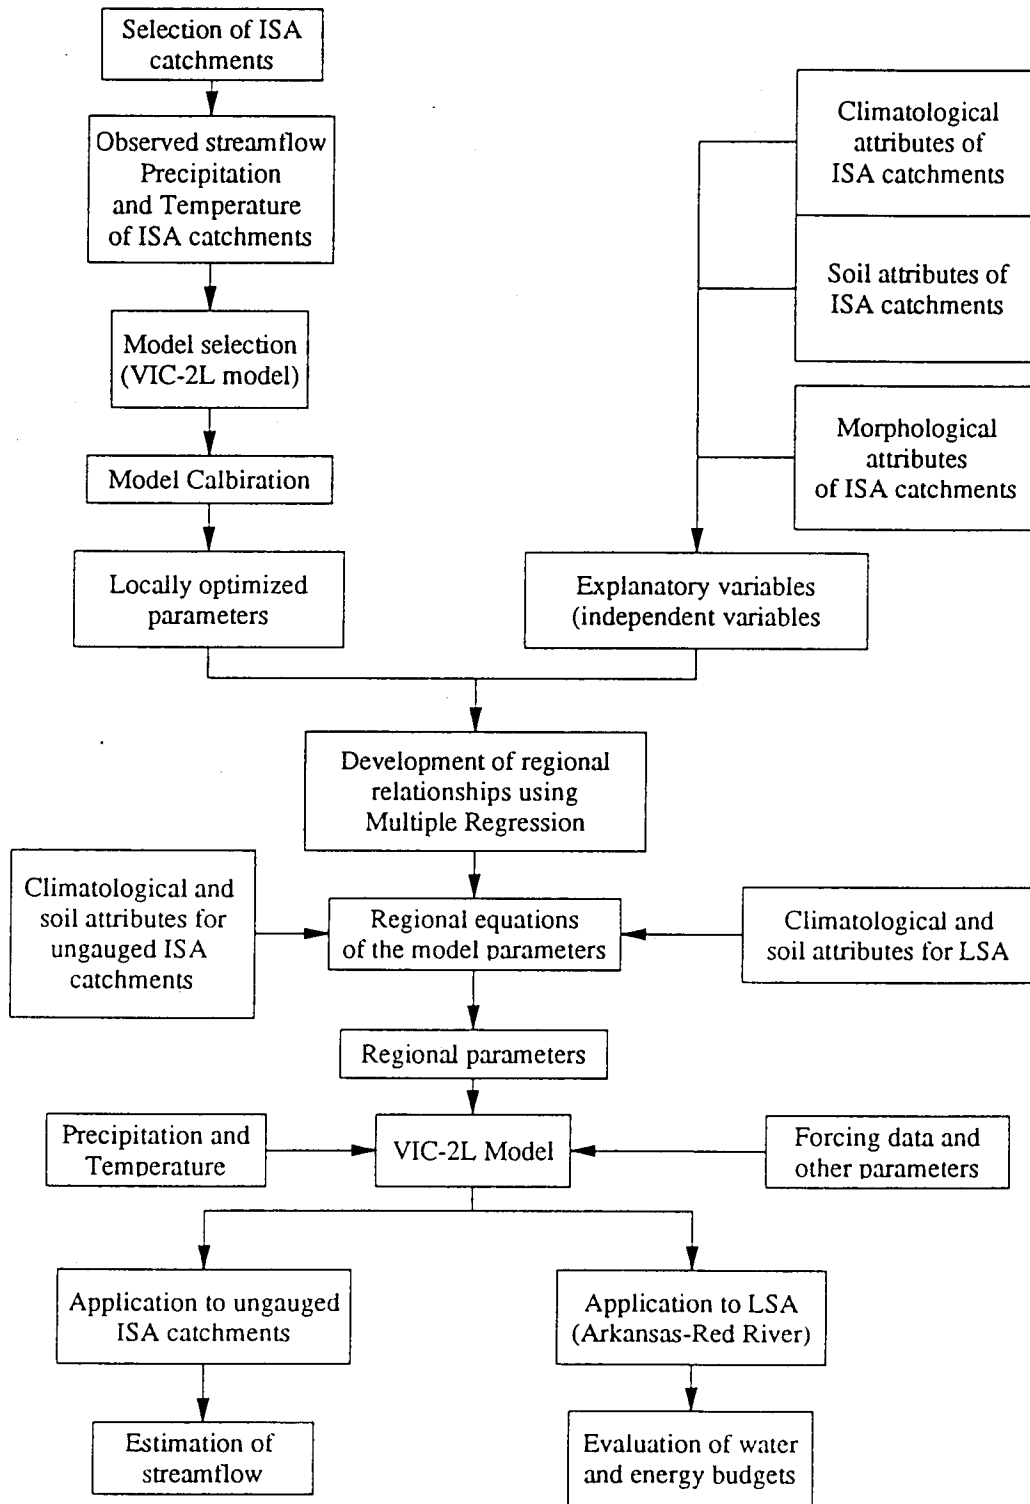 Selection of ISA
catchments
Observed streamflow
Precipitation
and Temperature
of ISA catchments
Model selection
(VIC-2L model)
Model Calbiration
Locally optimized
parameters
Climatological
attributes of
ISA catchments
Soil attributes of
ISA catchments
Morphological
attributes
of ISA catchments
Explanatory variables
(independent variables
Development of regional
relationships using
Multiple Regression
Climatological and
soil attributes for
ungauged ISA
catchments
Regional equations
of the model parameters
Climatological and
soil attributes for LSA
Regional parameters
Precipitation and
Temperature
VIC-2L Model
Forcing data and
other parameters
Application to ungauged
ISA catchments
Application to LSA
(Arkansas-Red River)
Estimation of
streamflow
Evaluation of water
and energy budgets